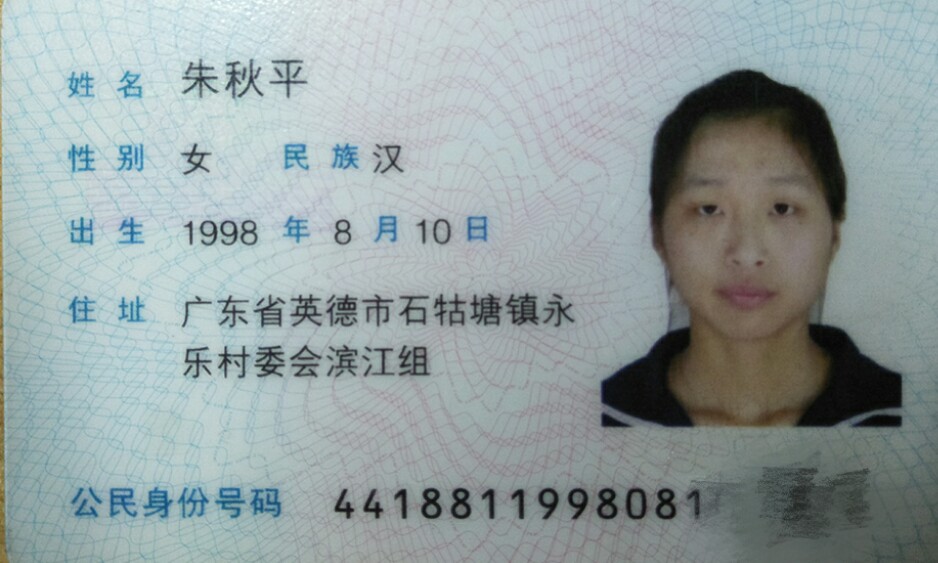 姓名 朱秋平
性别 女 民族 汉
出生 1998 年 8 月 10 日
住址 广东省英德市石牯塘镇永
乐村委会滨江组
公民身份号码 4418811998081